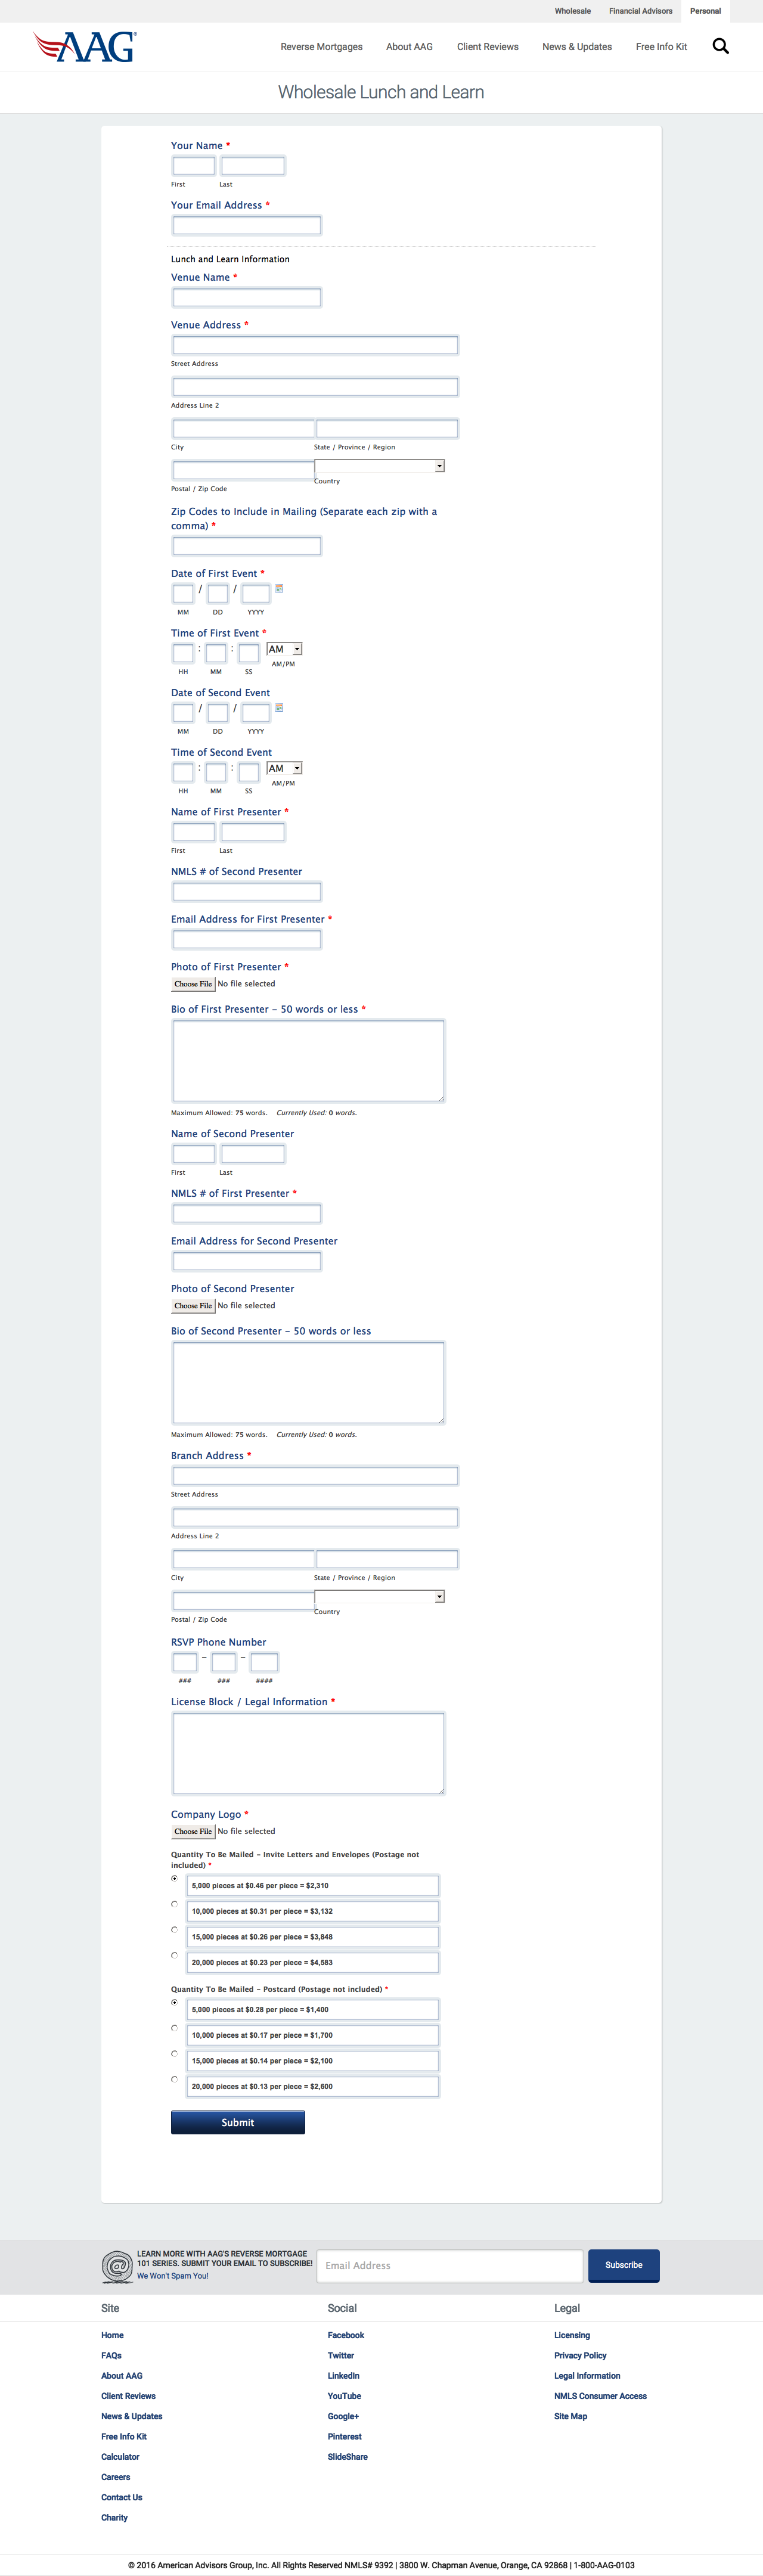 Wholesale Financial Advisors Personal
AAG®
Reverse Mortgages About AAG Client Reviews News & Updates Free Info Kit
Wholesale Lunch and Learn
Your Name *
First Last
Your Email Address *
Lunch and Learn Information
Venue Name *
Venue Address *
Street Address
Address Line 2
City State / Province / Region
Postal / Zip Code Country
Zip Codes to Include in Mailing (Separate each zip with a
comma) *
Date of First Event *
/ /
MM DD YYYY
Time of First Event *
: : AM
HH MM SS AM/PM
Date of Second Event
/ /
MM DD YYYY
Time of Second Event
: : AM
HH MM SS AM/PM
Name of First Presenter *
First Last
NMLS # of Second Presenter
Email Address for First Presenter *
Photo of First Presenter *
Choose File No file selected
Bio of First Presenter – 50 words or less *
Maximum Allowed: 75 words. Currently Used: 0 words.
Name of Second Presenter
First Last
NMLS # of First Presenter *
Email Address for Second Presenter
Photo of Second Presenter
Choose File No file selected
Bio of Second Presenter – 50 words or less
Maximum Allowed: 75 words. Currently Used: 0 words.
Branch Address *
Street Address
Address Line 2
City State / Province / Region
Postal / Zip Code Country
RSVP Phone Number
– –
### ### ####
License Block / Legal Information *
Company Logo *
Choose File No file selected
Quantity To Be Mailed – Invite Letters and Envelopes (Postage not
included) *
5,000 pieces at $0.46 per piece = $2,310
10,000 pieces at $0.31 per piece = $3,132
15,000 pieces at $0.26 per piece = $3,848
20,000 pieces at $0.23 per piece = $4,583
Quantity To Be Mailed – Postcard (Postage not included) *
5,000 pieces at $0.28 per piece = $1,400
10,000 pieces at $0.17 per piece = $1,700
15,000 pieces at $0.14 per piece = $2,100
20,000 pieces at $0.13 per piece = $2,600
Submit
LEARN MORE WITH AAG'S REVERSE MORTGAGE
101 SERIES. SUBMIT YOUR EMAIL TO SUBSCRIBE!
We Won't Spam You!
@
Email Address
Subscribe
Site Social Legal
Home Facebook Licensing
FAQs Twitter Privacy Policy
About AAG LinkedIn Legal Information
Client Reviews YouTube NMLS Consumer Access
News & Updates Google+ Site Map
Free Info Kit Pinterest
Calculator SlideShare
Careers
Contact Us
Charity
© 2016 American Advisors Group, Inc. All Rights Reserved NMLS# 9392 | 3800 W. Chapman Avenue, Orange, CA 92868 | 1-800-AAG-0103